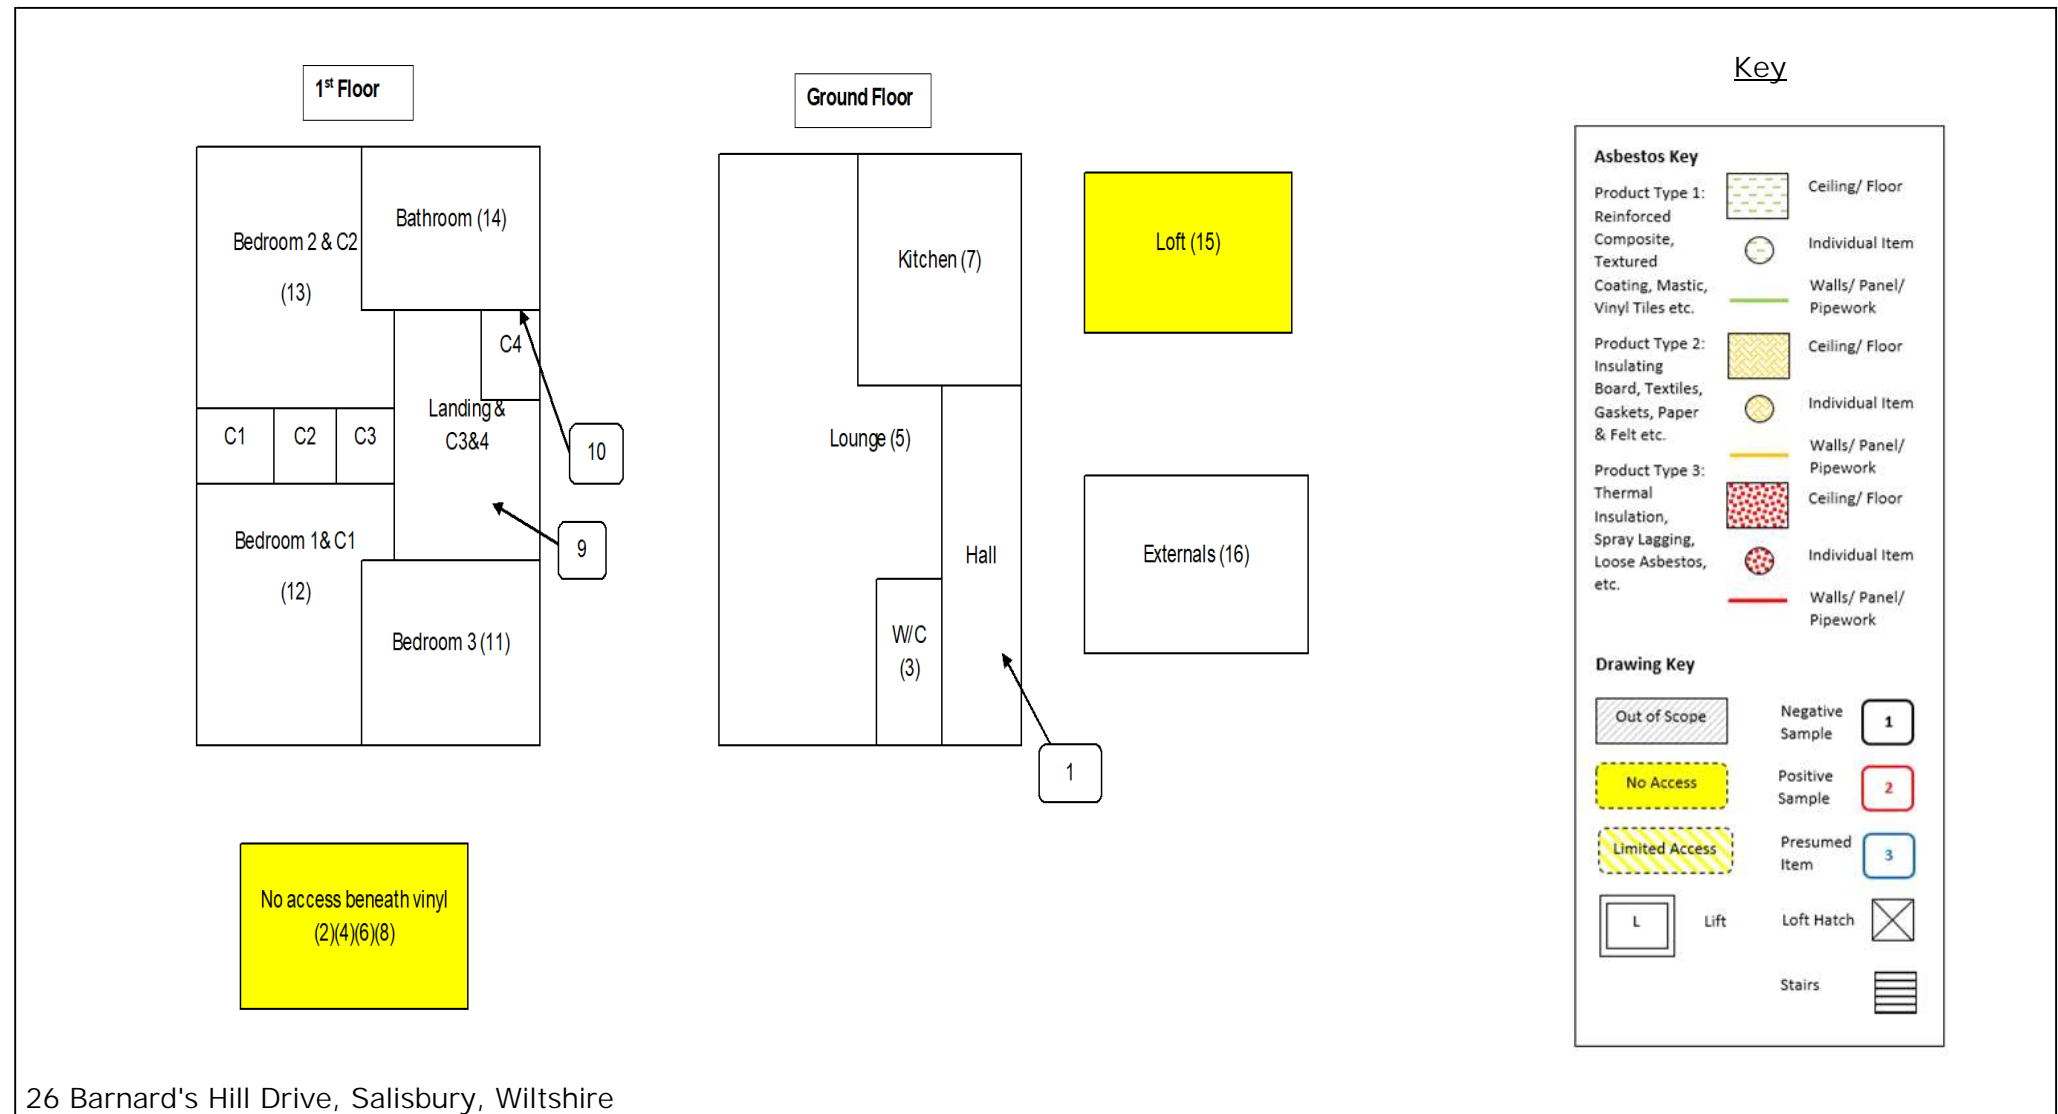 1st Floor
Ground Floor
Key
Bedroom 2 & C2
(13)
Bathroom (14)
C4
C1
C2
C3
Landing &
C3&4
10
9
Bedroom 1& C1
(12)
Bedroom 3 (11)
No access beneath vinyl
(2)(4)(6)(8)
Kitchen (7)
Lounge (5)
Hall
W/C
(3)
1
Loft (15)
Externals (16)
Asbestos Key
Product Type 1:
Reinforced
Composite,
Textured
Coating, Mastic,
Vinyl Tiles etc.
Ceiling/ Floor
Individual Item
Walls/ Panel/
Pipework
Product Type 2:
Insulating
Board, Textiles,
Gaskets, Paper
& Felt etc.
Ceiling/ Floor
Individual Item
Walls/ Panel/
Pipework
Product Type 3:
Thermal
Insulation,
Spray Lagging,
Loose Asbestos,
etc.
Ceiling/ Floor
Individual Item
Walls/ Panel/
Pipework
Drawing Key
Out of Scope
Negative
Sample
1
No Access
Positive
Sample
2
Limited Access
Presumed
Item
3
L
Lift
Loft Hatch
Stairs
26 Barnard's Hill Drive, Salisbury, Wiltshire